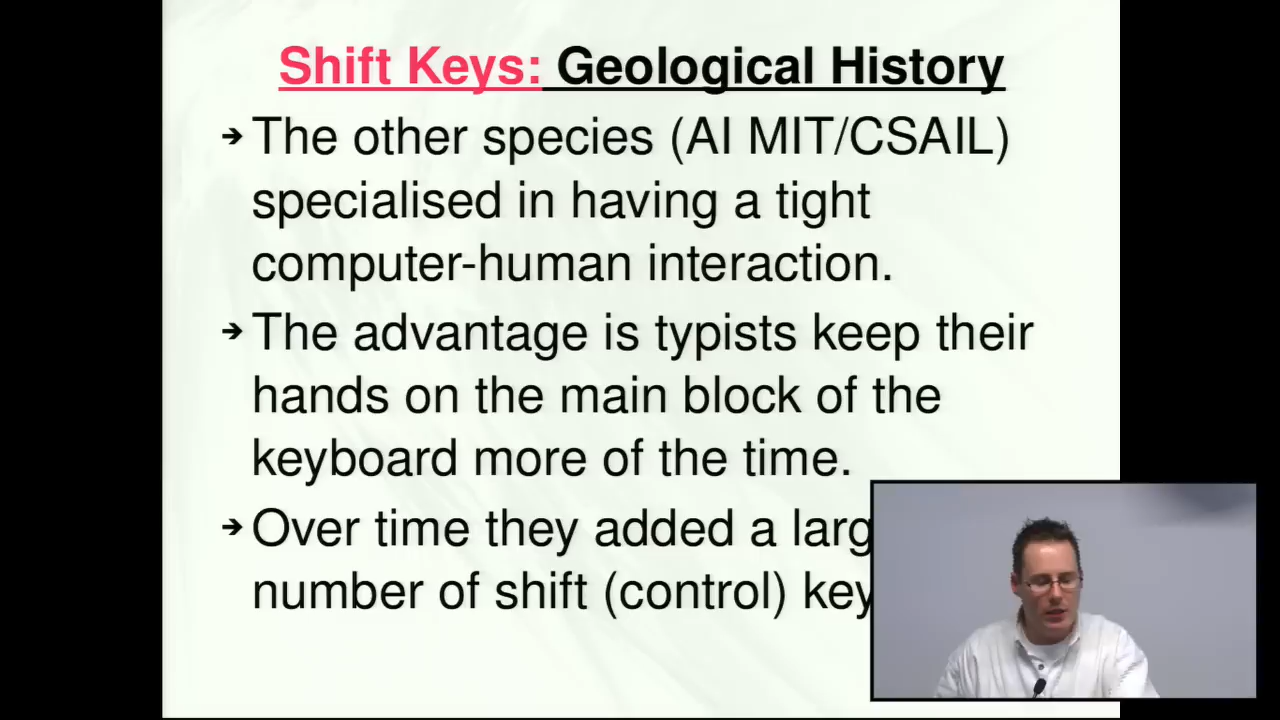 Shift Keys: Geological History
➔ The other species (AI MIT/CSAIL)
specialised in having a tight
computer-human interaction.
➔ The advantage is typists keep their
hands on the main block of the
keyboard more of the time.
➔ Over time they added a larg
number of shift (control) key